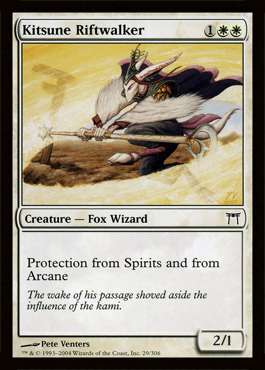 Kitsune Riftwalker 1
Creature — Fox Wizard
Protection from Spirits and from
Arcane
The wake of his passage shoved aside the
influence of the kami.
Pete Venters
2/1
™ & © 1993–2004 Wizards of the Coast, Inc. 29/306